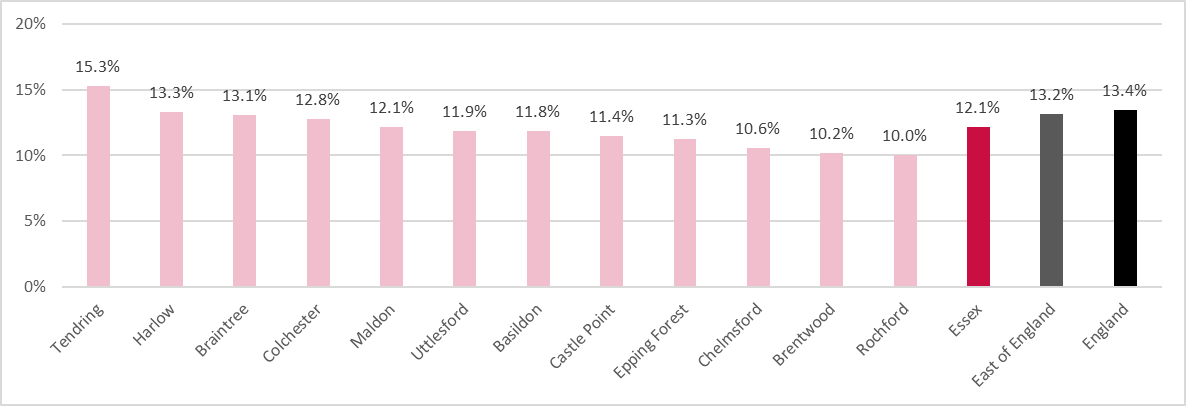 20%
15%
10%
5%
0%
15.3%
13.3%
13.1%
12.8%
12.1%
11.9%
11.8%
11.4%
11.3%
10.6%
10.2%
10.0%
12.1%
13.2%
13.4%
Tendring
Harlow
Braintree
Colchester
Maldon
Uttlesford
Basildon
Castle Point
Epping Forest
Chelmsford
Brentwood
Rochford
Essex
East of England
England